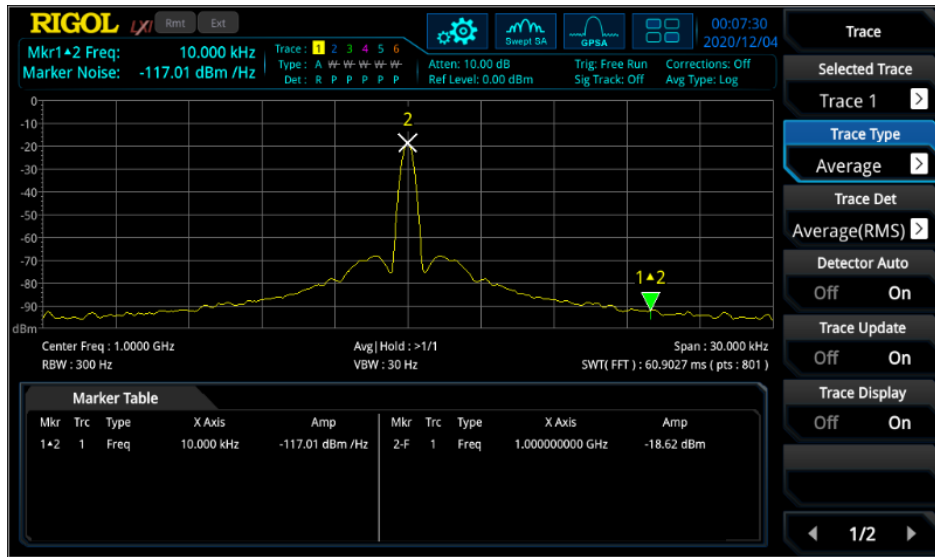 RIGOL LXI Rmt Ext
Swept SA GPSA
00:07:30
2020/12/04
Mkr1▲2 Freq: 10.000 kHz
Marker Noise: -117.01 dBm /Hz
Trace: 1 2 3 4 5 6
Type: A W W W W W
Det: R P P P P P
Atten: 10.00 dB Trig: Free Run Corrections: Off
Ref Level: 0.00 dBm Sig Track: Off Avg Type: Log
0
-10
-20
-30
-40
-50
-60
-70
-80
-90
dBm
2
1▲2
Center Freq : 1.0000 GHz Avg|Hold : >1/1 Span : 30.000 kHz
RBW : 300 Hz VBW : 30 Hz SWT( FFT ) : 60.9027 ms ( pts : 801 )
Marker Table
Mkr Trc Type X Axis Amp Mkr Trc Type X Axis Amp
1▲2 1 Freq 10.000 kHz -117.01 dBm /Hz 2-F 1 Freq 1.000000000 GHz -18.62 dBm
Trace
Selected Trace
Trace 1
Trace Type
Average
Trace Det
Average(RMS)
Detector Auto
Off On
Trace Update
Off On
Trace Display
Off On
1/2